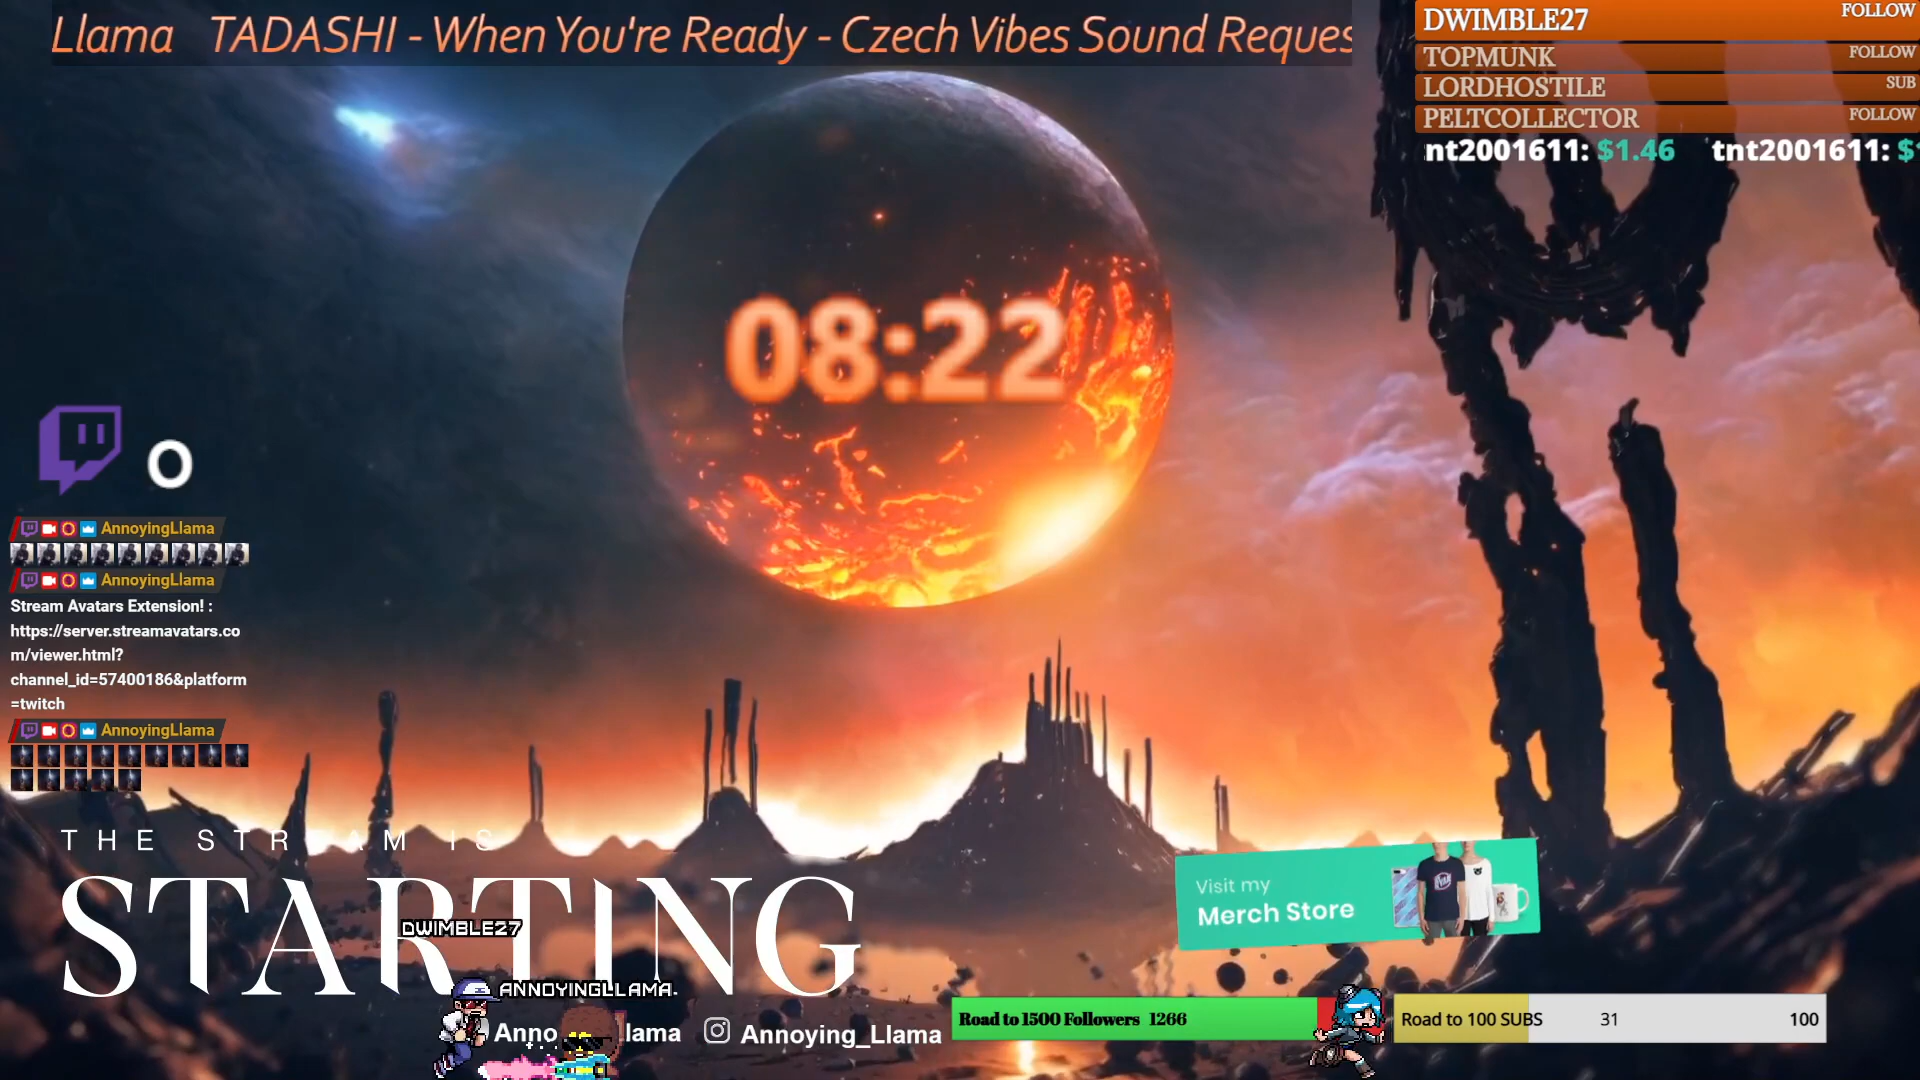 Llama TADASHI - When You're Ready - Czech Vibes Sound Reques
DWIMBLE27 FOLLOW
TOPMUNK FOLLOW
LORDHOSTILE SUB
PELTCOLLECTOR FOLLOW
nt2001611: $1.46 tnt2001611: $
08:22
0
AnnoyingLlama
AnnoyingLlama
Stream Avatars Extension! :
https://server.streamavatars.co
m/viewer.html?
channel_id=57400186&platform
=twitch
AnnoyingLlama
THE STREAM IS
STARTING
DWIMBLE27
ANNOYINGLLAMA
Anno lama
Annoying_Llama
Visit my
Merch Store
Road to 1500 Followers 1266
Road to 100 SUBS 31 100